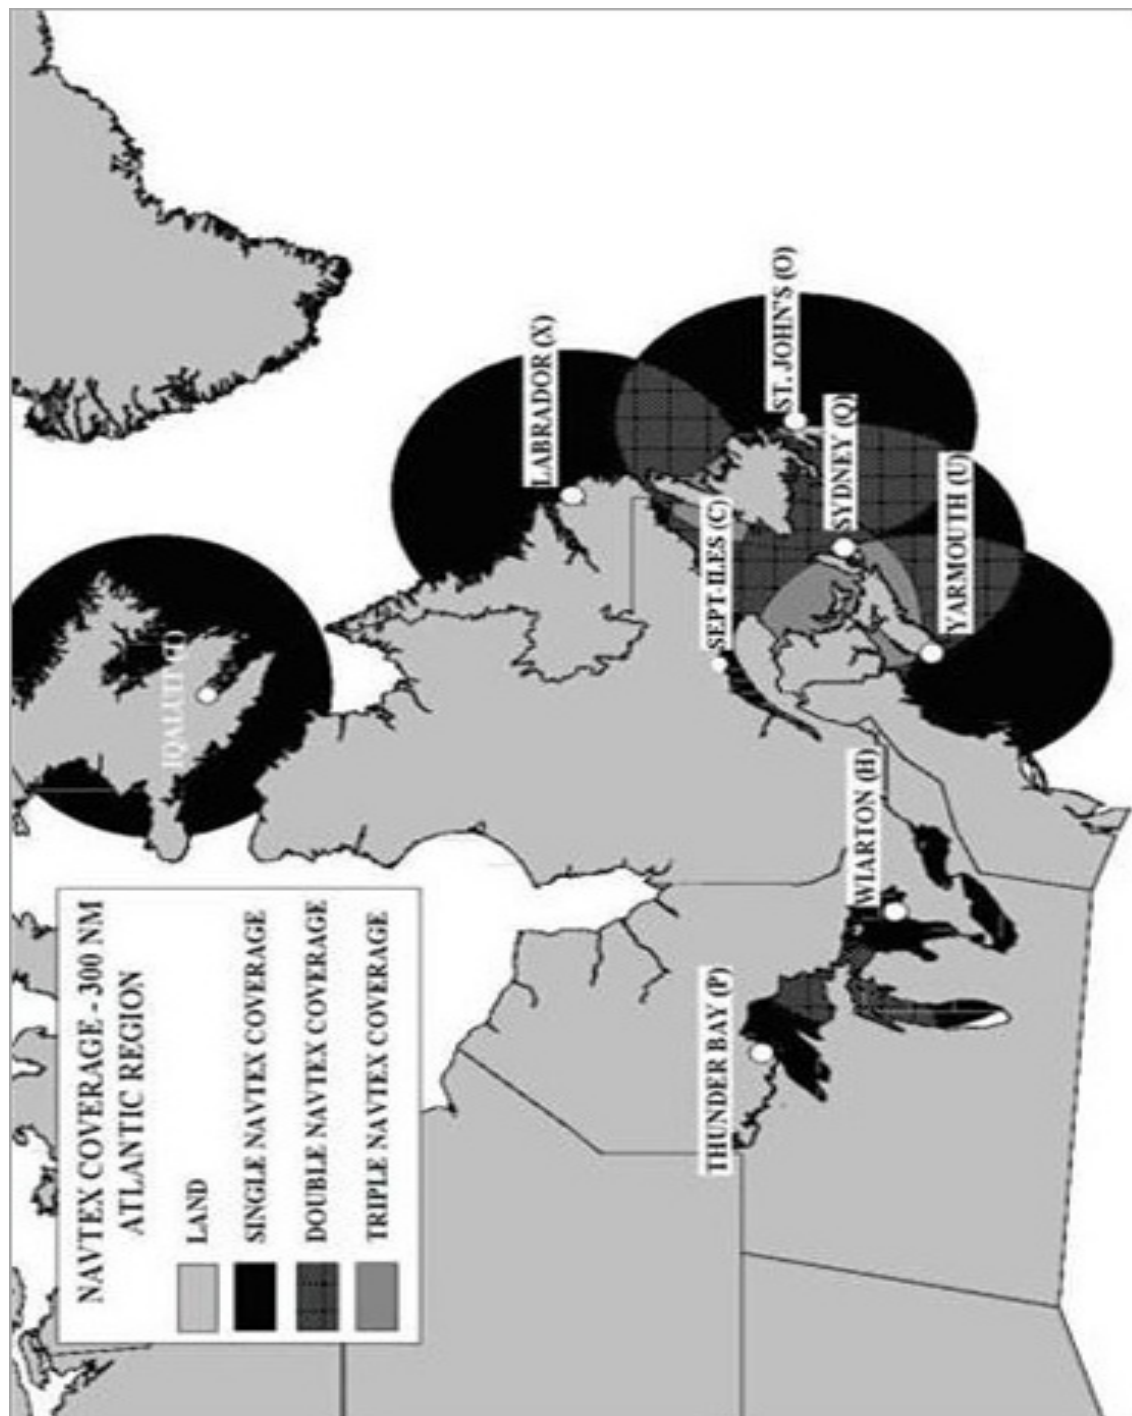 NAVTEX COVERAGE - 300 NM
ATLANTIC REGION
LAND
SINGLE NAVTEX COVERAGE
DOUBLE NAVTEX COVERAGE
TRIPLE NAVTEX COVERAGE
LABRADOR (X)
ST. JOHN'S (O)
SYDNEY (Q)
SEPT-ILES (C)
YARMOUTH (U)
WIARTON (H)
THUNDER BAY (P)